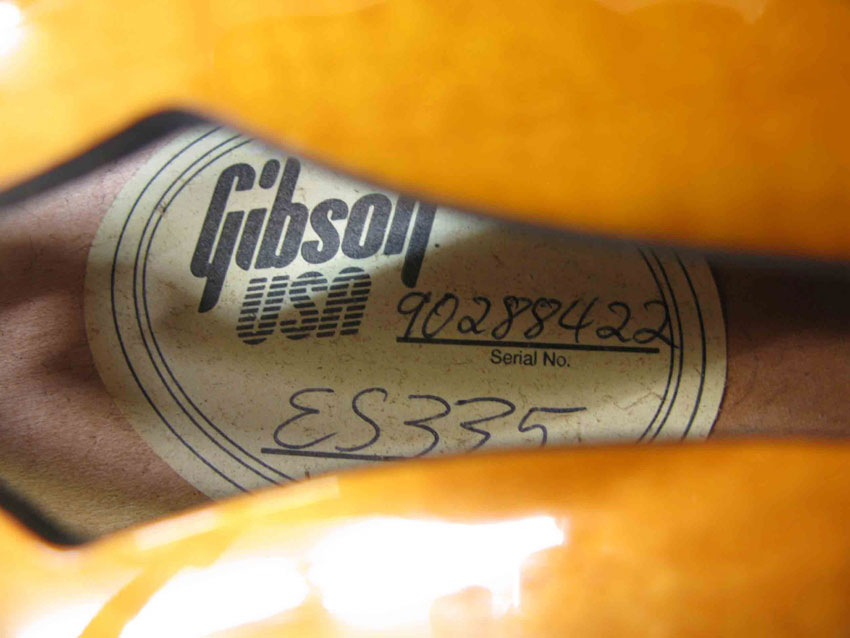 Gibson
USA
90288422
Serial No.
ES335